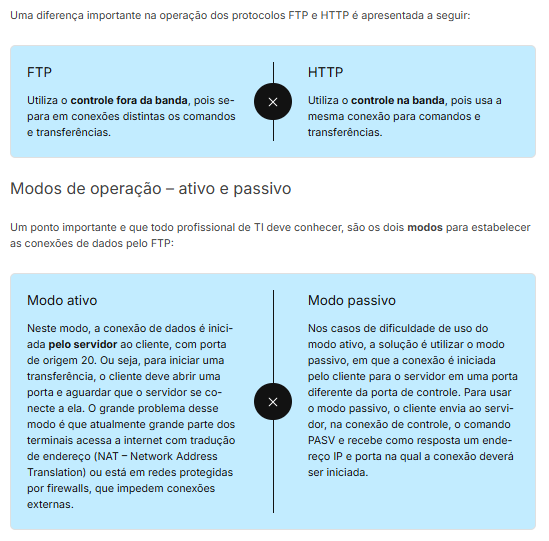 Uma diferença importante na operação dos protocolos FTP e HTTP é apresentada a seguir:
FTP
Utiliza o controle fora da banda, pois se-
para em conexões distintas os comandos
e transferências.
HTTP
Utiliza o controle na banda, pois usa a
mesma conexão para comandos e
transferências.
Modos de operação – ativo e passivo
Um ponto importante e que todo profissional de TI deve conhecer, são os dois modos para estabelecer
as conexões de dados pelo FTP:
Modo ativo
Neste modo, a conexão de dados é inici-
ada pelo servidor ao cliente, com porta
de origem 20. Ou seja, para iniciar uma
transferência, o cliente deve abrir uma
porta e aguardar que o servidor se co-
necte a ela. O grande problema desse
modo é que atualmente grande parte dos
terminais acessa a internet com tradução
de endereço (NAT – Network Address
Translation) ou está em redes protegidas
por firewalls, que impedem conexões
externas.
Modo passivo
Nos casos de dificuldade de uso do
modo ativo, a solução é utilizar o modo
passivo, em que a conexão é iniciada
pelo cliente para o servidor em uma porta
diferente da porta de controle. Para usar
o modo passivo, o cliente envia ao servi-
dor, na conexão de controle, o comando
PASV e recebe como resposta um ende-
reço IP e porta na qual a conexão deverá
ser iniciada.